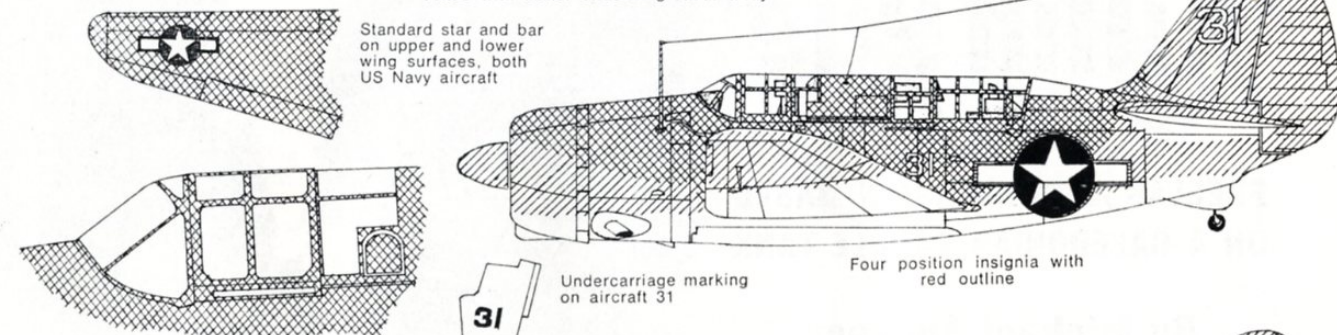 Standard star and bar
on upper and lower
wing surfaces, both
US Navy aircraft
31
31
Undercarriage marking
on aircraft 31
31
Four position insignia with
red outline